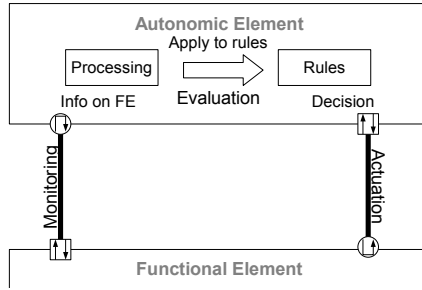 Autonomic Element
Apply to rules
Processing
Rules
Evaluation
Info on FE
Decision
Monitoring
Actuation
Functional Element